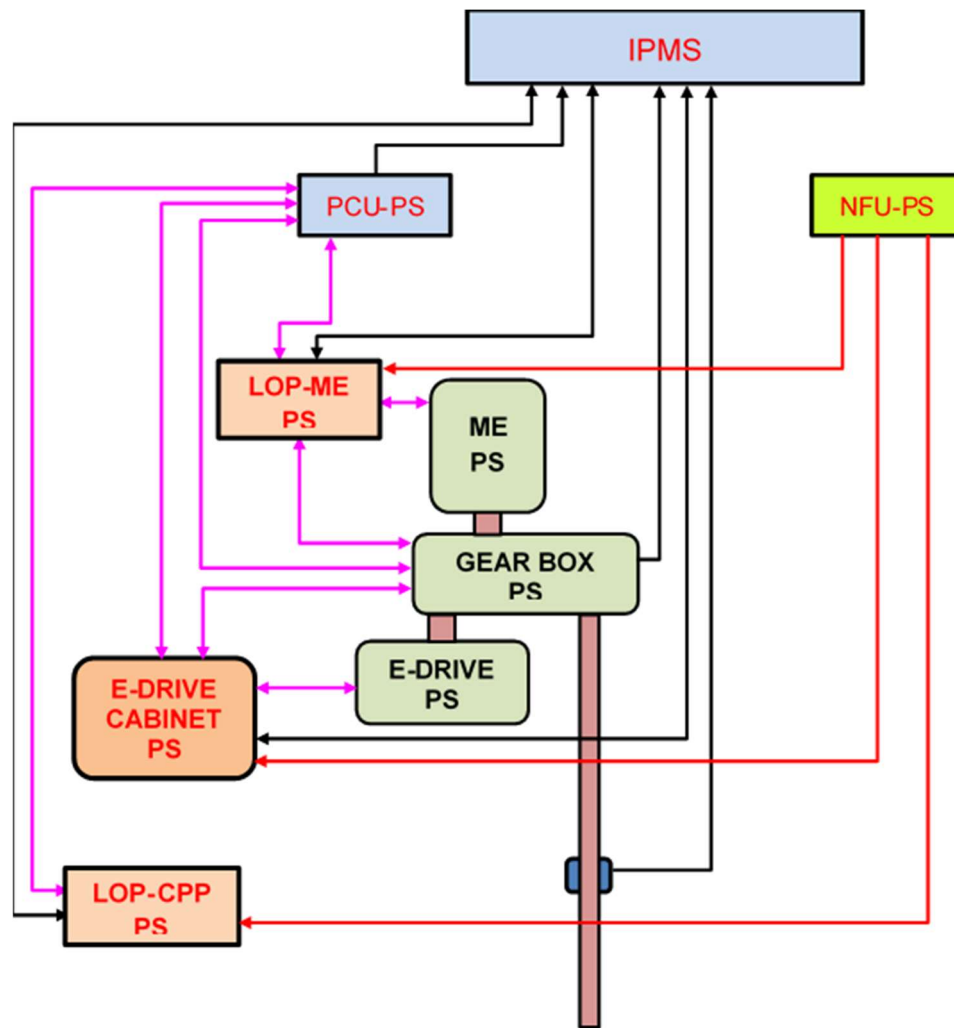 IPMS
PCU-PS
NFU-PS
LOP-ME
PS
ME
PS
GEAR BOX
PS
E-DRIVE
PS
E-DRIVE
CABINET
PS
LOP-CPP
PS